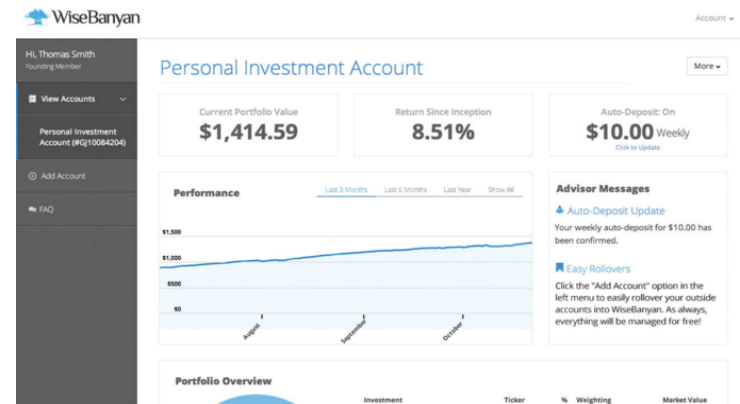 WiseBanyan
Account
Hi, Thomas Smith
Founding Member
View Accounts
Personal Investment
Account (#GJ10084204)
Add Account
FAQ
Personal Investment Account
More
Current Portfolio Value
$1,414.59
Return Since Inception
8.51%
Auto-Deposit: On
$10.00 Weekly
Click to Update
Performance
Last 3 Months
Last 6 Months
Last Year
Show All
$1,500
$1,000
$500
$0
August
September
October
Advisor Messages
Auto-Deposit Update
Your weekly auto-deposit for $10.00 has
been confirmed.
Easy Rollovers
Click the "Add Account" option in the
left menu to easily rollover your outside
accounts into WiseBanyan. As always,
everything will be managed for free!
Portfolio Overview
Investment Ticker % Weighting Market Value